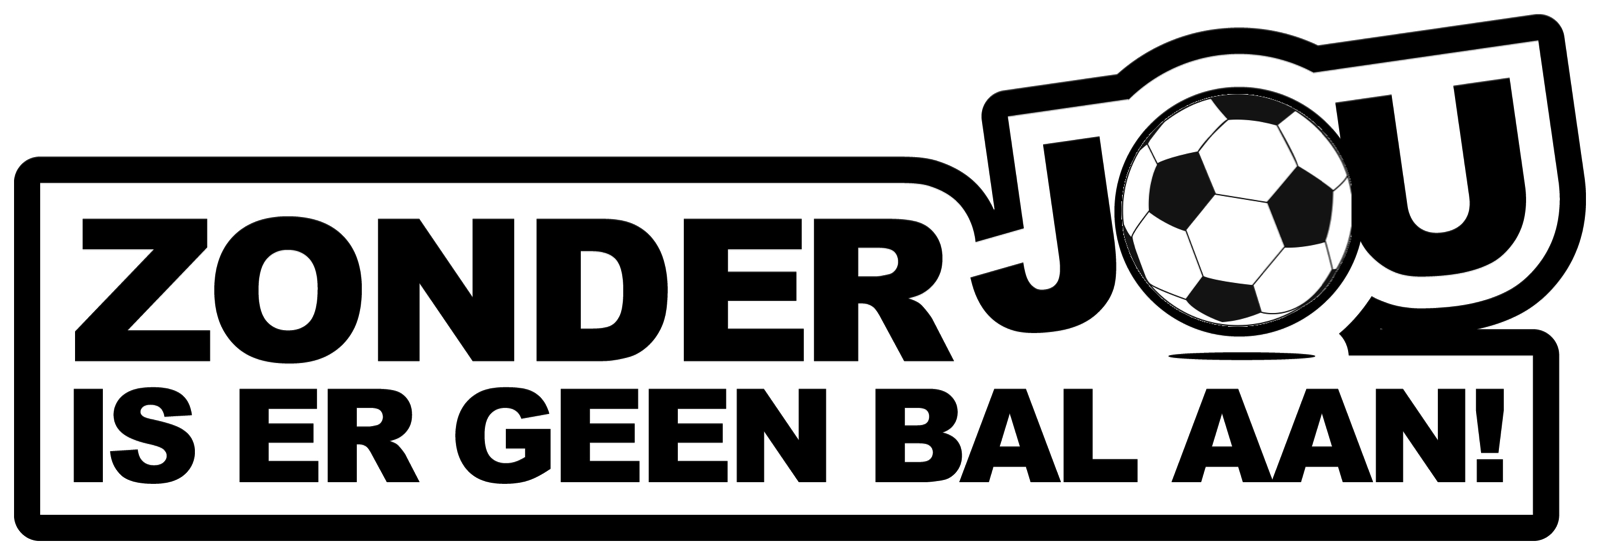 ZONDER JOU
IS ER GEEN BAL AAN!